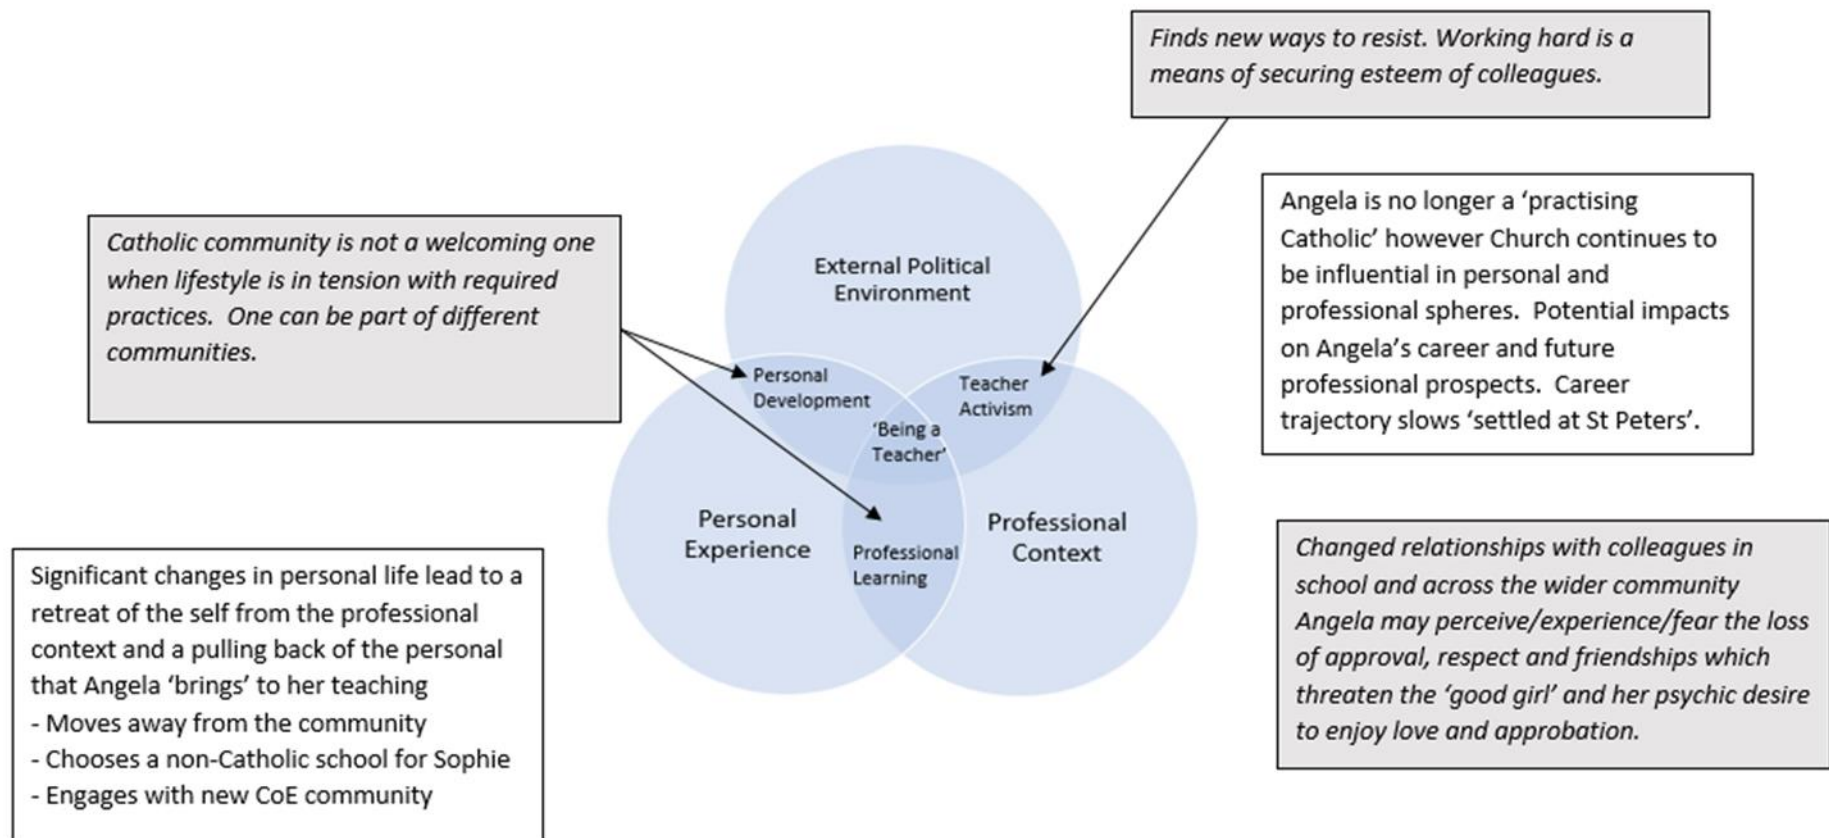 Finds new ways to resist. Working hard is a
means of securing esteem of colleagues.
Catholic community is not a welcoming one
when lifestyle is in tension with required
practices.  One can be part of different
communities.
External Political
Environment
Angela is no longer a ‘practising
Catholic’ however Church continues to
be influential in personal and
professional spheres.  Potential impacts
on Angela’s career and future
professional prospects.  Career
trajectory slows ‘settled at St Peters’.
Personal
Development
Teacher
Activism
‘Being a
Teacher’
Personal
Experience
Professional
Learning
Professional
Context
Significant changes in personal life lead to a
retreat of the self from the professional
context and a pulling back of the personal
that Angela ‘brings’ to her teaching
- Moves away from the community
- Chooses a non-Catholic school for Sophie
- Engages with new CoE community
Changed relationships with colleagues in
school and across the wider community
Angela may perceive/experience/fear the loss
of approval, respect and friendships which
threaten the ‘good girl’ and her psychic desire
to enjoy love and approbation.